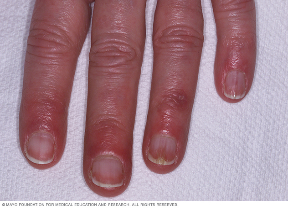 © MAYO FOUNDATION FOR MEDICAL EDUCATION AND RESEARCH. ALL RIGHTS RESERVED.